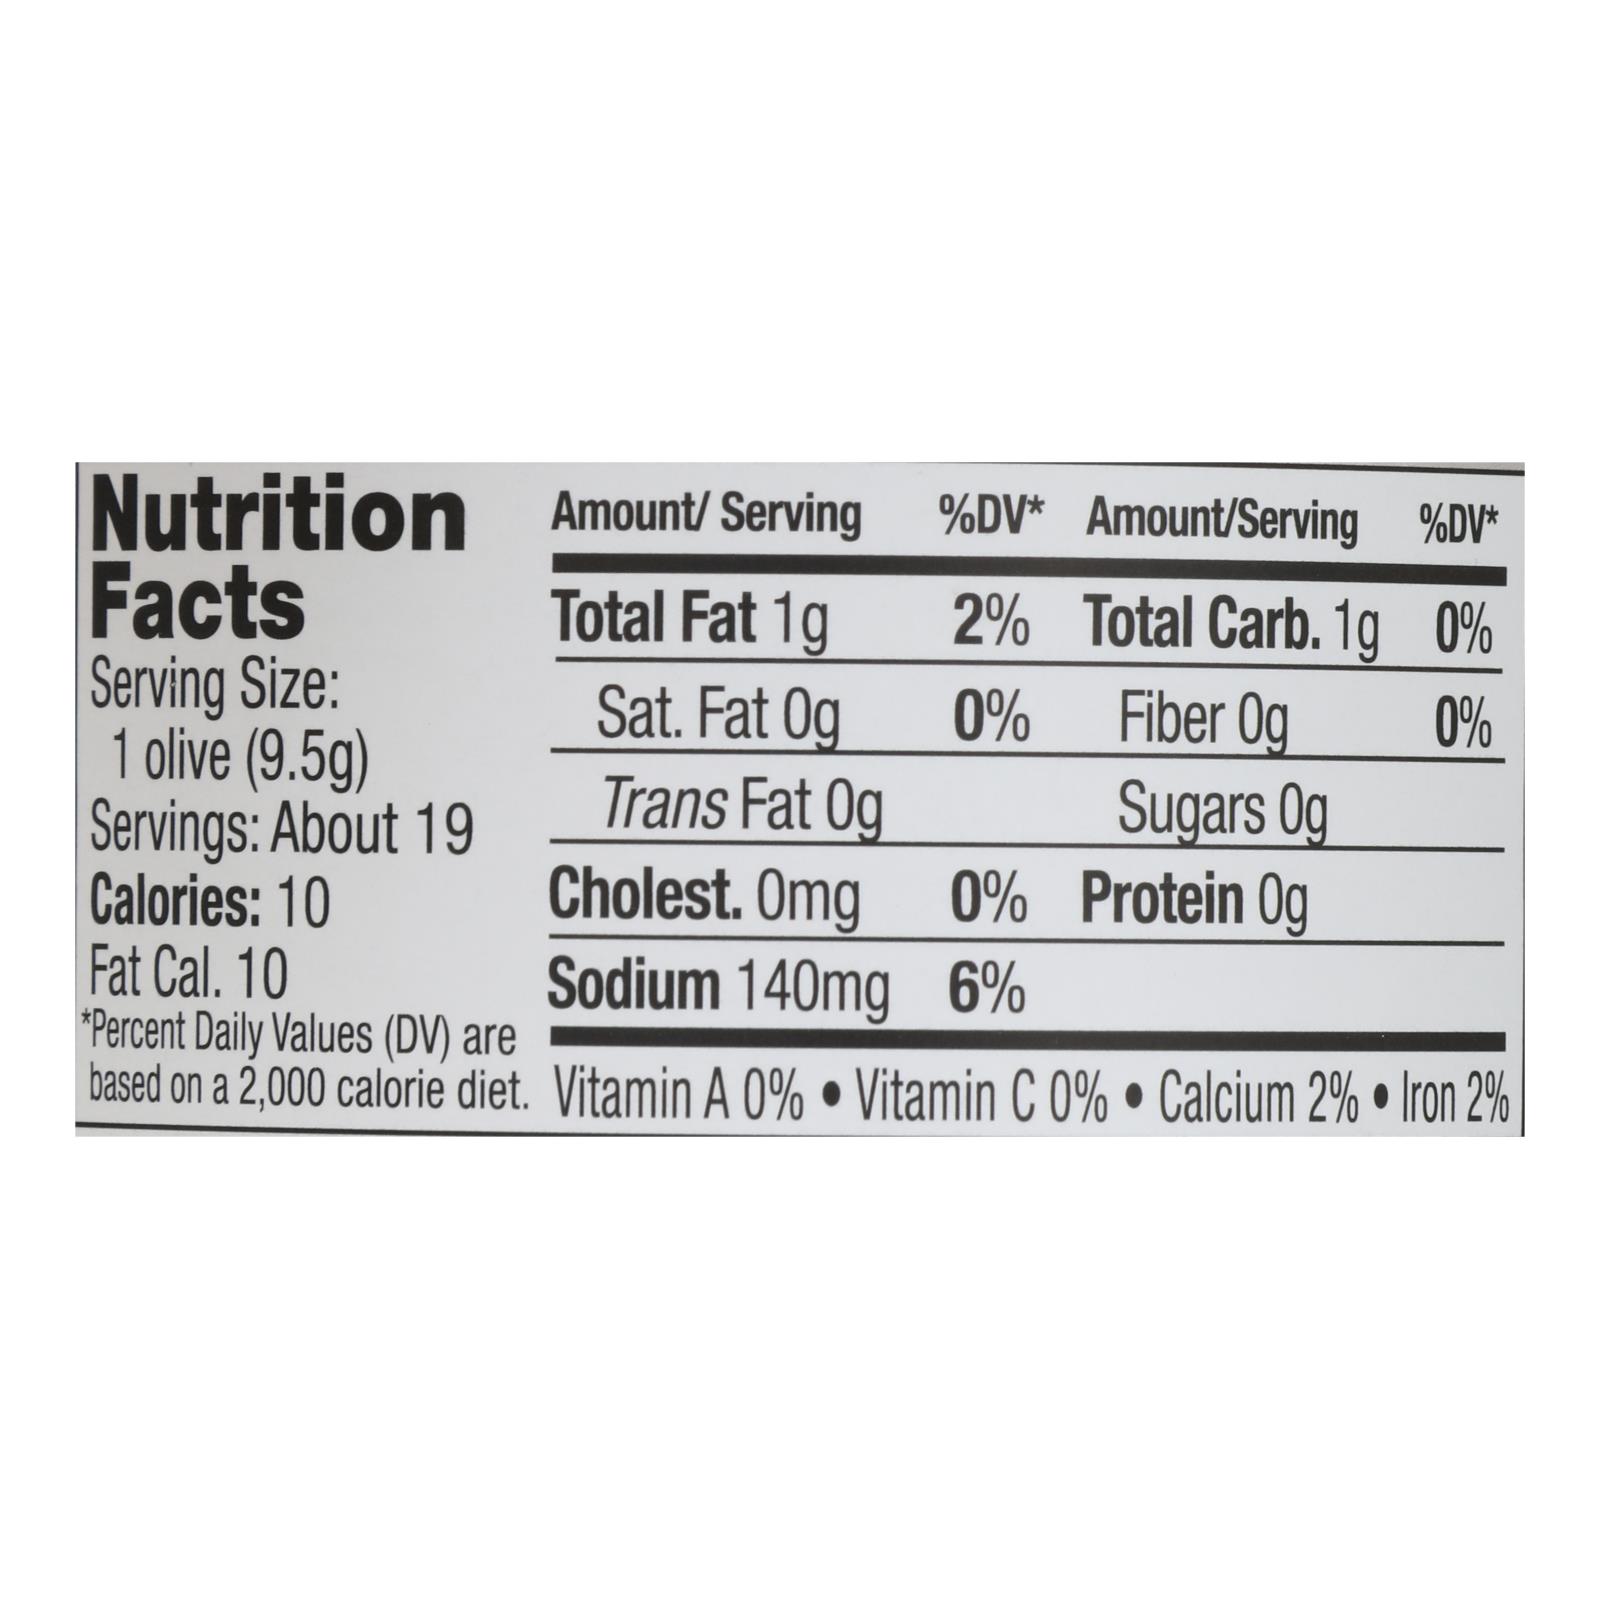 Nutrition
Facts
Serving Size:
1 olive (9.5g)
Servings: About 19
Calories: 10
Fat Cal. 10
*Percent Daily Values (DV) are
based on a 2,000 calorie diet.
Amount/ Serving %DV* Amount/Serving %DV*
Total Fat 1g 2% Total Carb. 1g 0%
Sat. Fat 0g 0% Fiber 0g 0%
Trans Fat 0g Sugars 0g
Cholest. 0mg 0% Protein 0g
Sodium 140mg 6%
Vitamin A 0% • Vitamin C 0% • Calcium 2% • Iron 2%